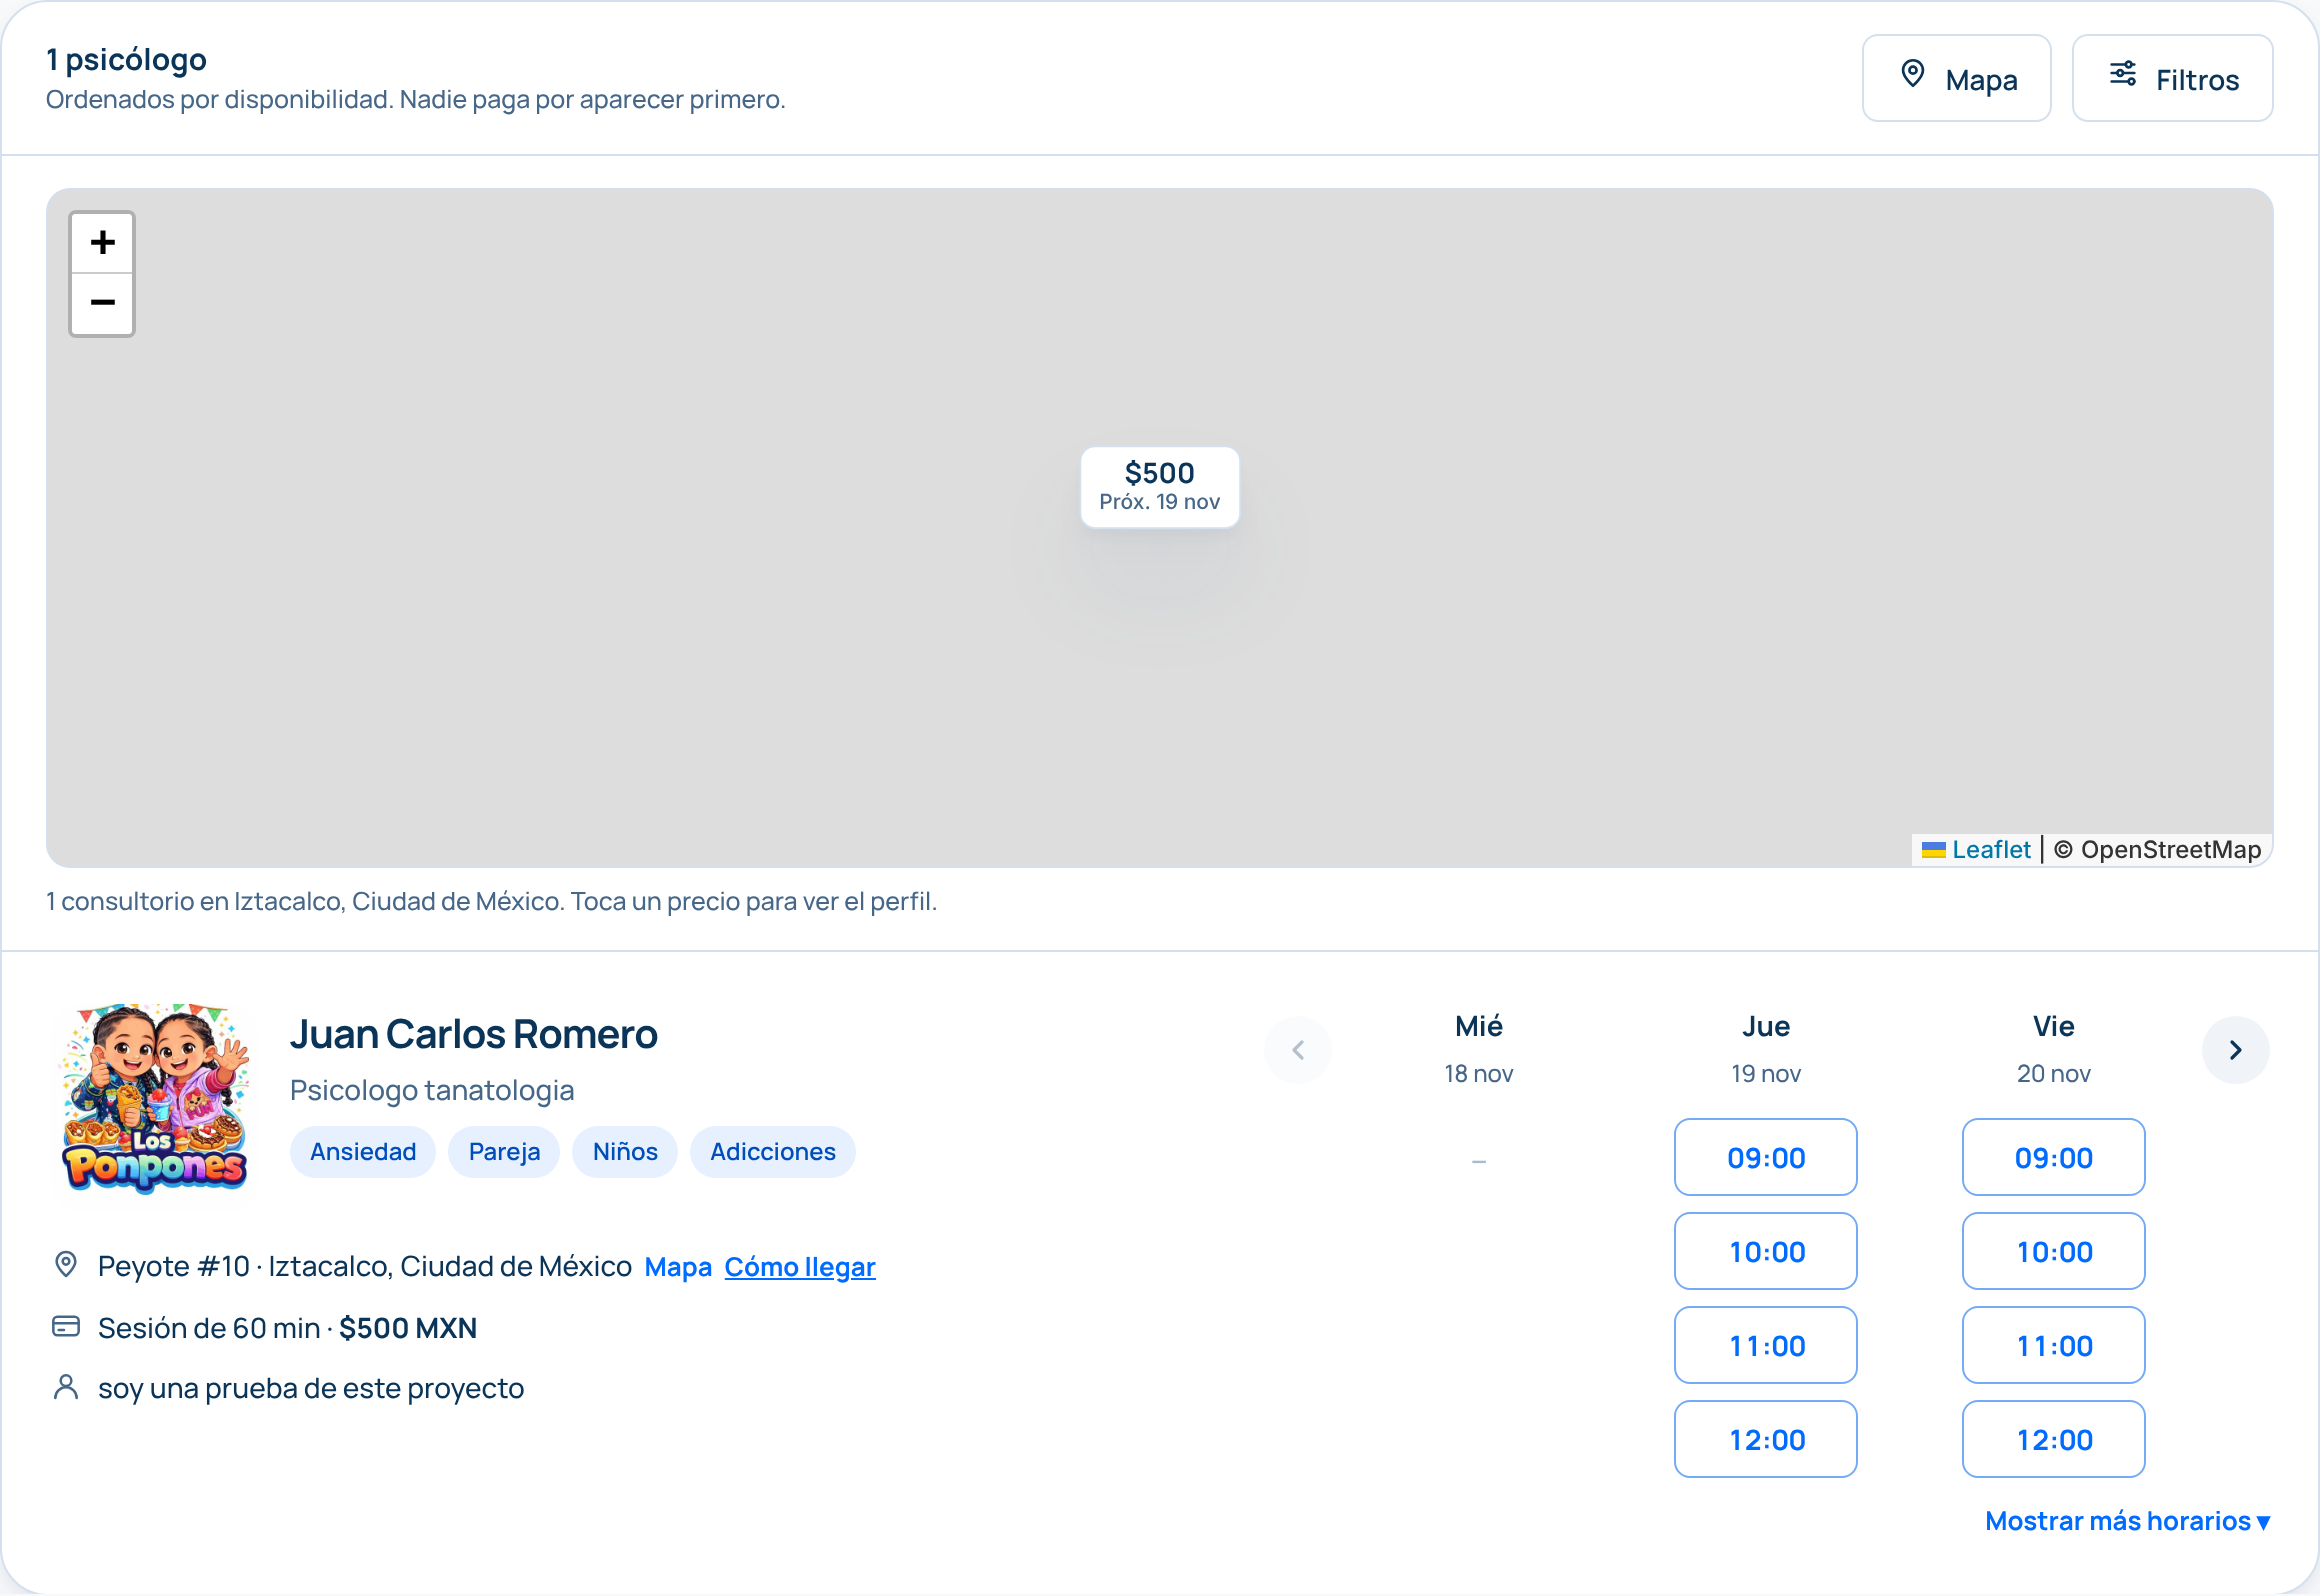 1 psicólogo
Ordenados por disponibilidad. Nadie paga por aparecer primero.
Mapa
Filtros
+
−
$500
Próx. 19 nov
Leaflet | © OpenStreetMap
1 consultorio en Iztacalco, Ciudad de México. Toca un precio para ver el perfil.
Los
Ponpones
FUN
Juan Carlos Romero
Psicologo tanatologia
Ansiedad
Pareja
Niños
Adicciones
Peyote #10 · Iztacalco, Ciudad de México Mapa Cómo llegar
Sesión de 60 min · $500 MXN
soy una prueba de este proyecto
Mié Jue Vie
18 nov 19 nov 20 nov
– 09:00 09:00
10:00 10:00
11:00 11:00
12:00 12:00
Mostrar más horarios ▾